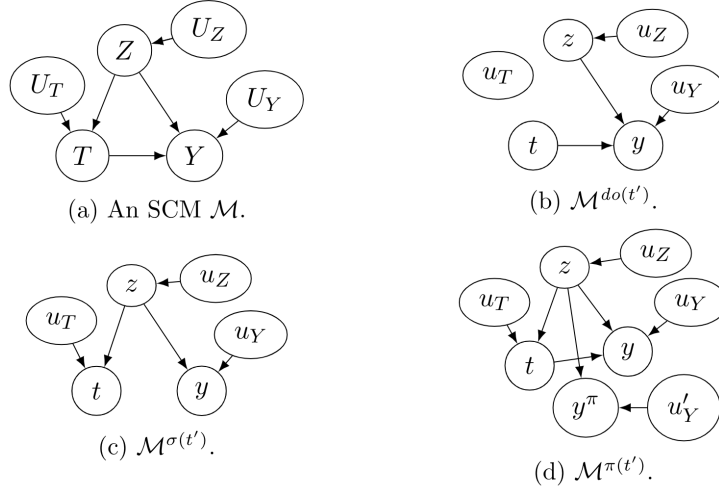 Z
U_Z
U_T
U_Y
T
Y
(a) An SCM ℳ.
z
u_Z
u_T
u_Y
t
y
(b) ℳ^{do(t′)}.
z
u_Z
u_T
u_Y
t
y
(c) ℳ^{σ(t′)}.
z
u_Z
u_T
u_Y
t
y
y^π
u′_Y
(d) ℳ^{π(t′)}.